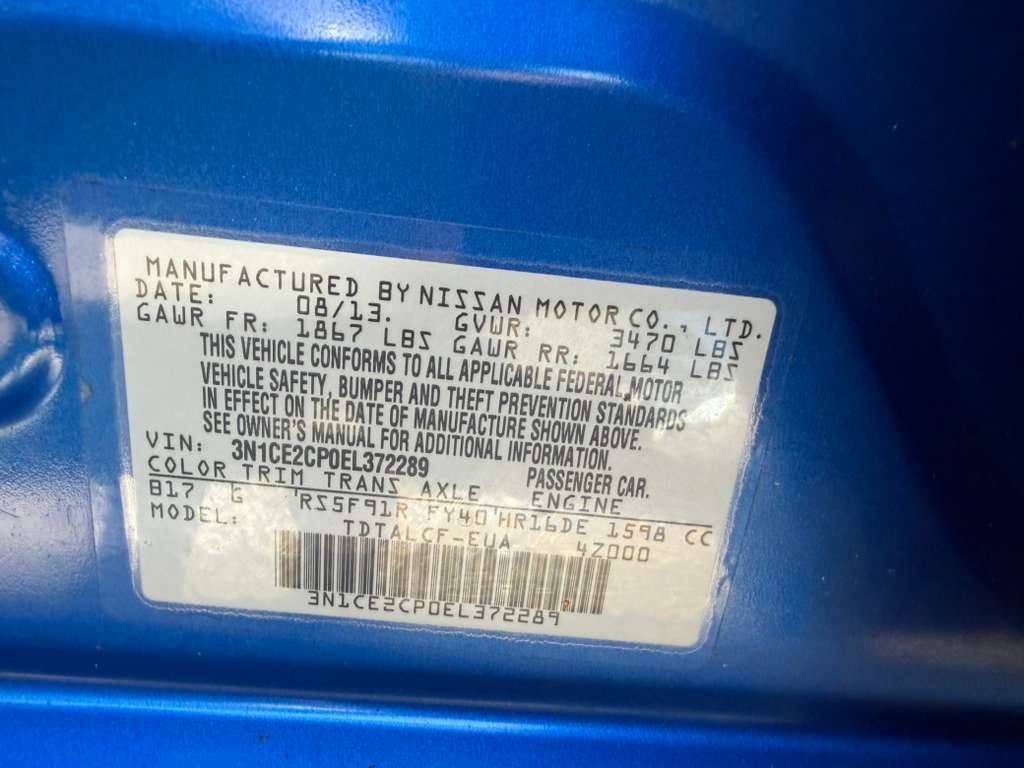 MANUFACTURED BY NISSAN MOTOR CO., LTD.
DATE: 08/13. GVWR: 3470 LBS
GAWR FR: 1867 LBS GAWR RR: 1664 LBS
THIS VEHICLE CONFORMS TO ALL APPLICABLE FEDERAL MOTOR
VEHICLE SAFETY, BUMPER AND THEFT PREVENTION STANDARDS
IN EFFECT ON THE DATE OF MANUFACTURE SHOWN ABOVE.
SEE OWNER'S MANUAL FOR ADDITIONAL INFORMATION.
VIN: 3N1CE2CP0EL372289 PASSENGER CAR.
COLOR TRIM TRANS AXLE ENGINE
B17 G RS5F91R FY40 HR16DE 1598 CC
MODEL: TDTALCF-EUA 4Z000
3N1CE2CP0EL372289